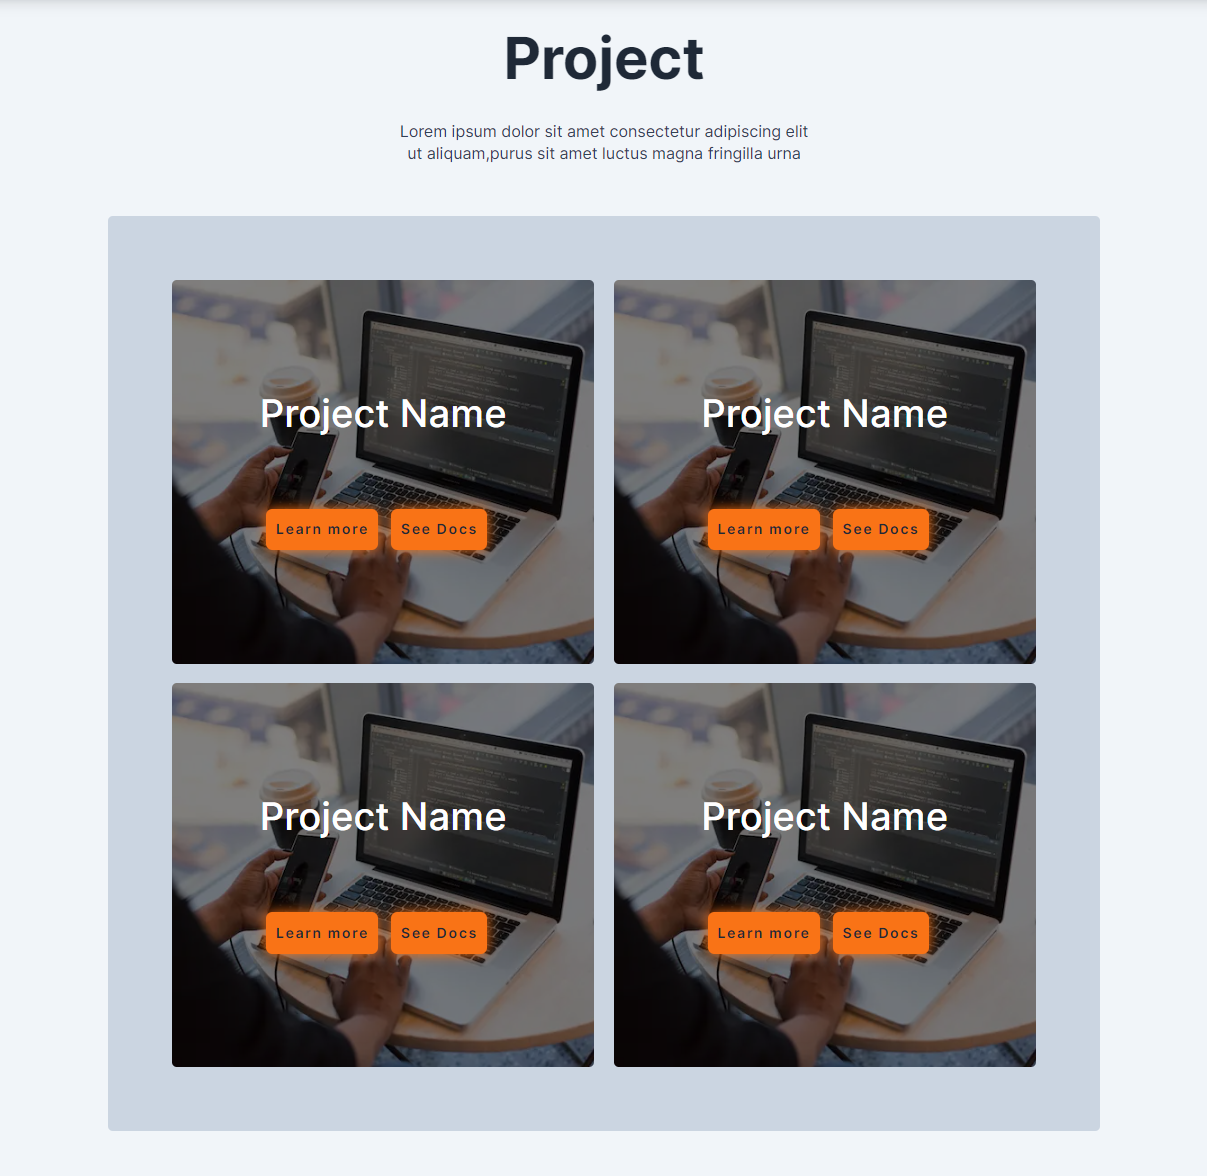 Project
Lorem ipsum dolor sit amet consectetur adipiscing elit
ut aliquam,purus sit amet luctus magna fringilla urna
Project Name
Project Name
Learn more
See Docs
Learn more
See Docs
Project Name
Project Name
Learn more
See Docs
Learn more
See Docs